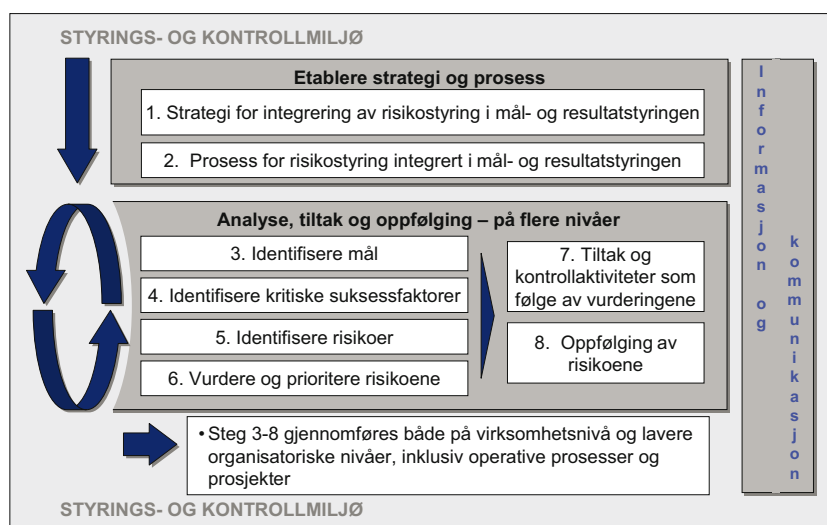 STYRINGS- OG KONTROLLMILJØ
Etablere strategi og prosess
1. Strategi for integrering av risikostyring i mål- og resultatstyringen
2. Prosess for risikostyring integrert i mål- og resultatstyringen
Analyse, tiltak og oppfølging – på flere nivåer
3. Identifisere mål
4. Identifisere kritiske suksessfaktorer
5. Identifisere risikoer
6. Vurdere og prioritere risikoene
7. Tiltak og
kontrollaktiviteter som
følge av vurderingene
8. Oppfølging av
risikoene
• Steg 3-8 gjennomføres både på virksomhetsnivå og lavere
organisatoriske nivåer, inklusiv operative prosesser og
prosjekter
STYRINGS- OG KONTROLLMILJØ
Informasjon og
kommunikasjon